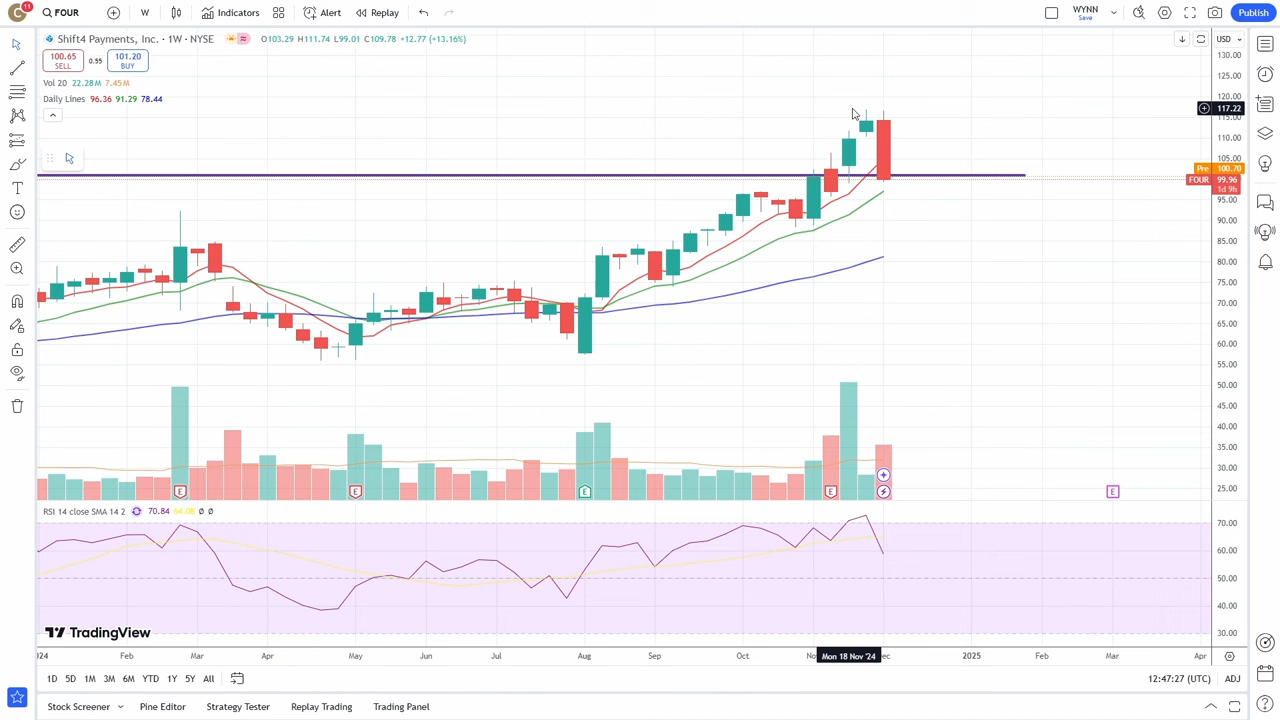 C 11 FOUR W Indicators Alert Replay WYNN Save Publish
Shift4 Payments, Inc. · 1W · NYSE O103.29 H111.74 L99.01 C109.78 +12.77 (+13.16%) USD
100.65 SELL 0.55 101.20 BUY
Vol 20 22.28M 7.45M
Daily Lines 96.36 91.29 78.44
130.00
125.00
120.00
117.22
115.00
110.00
105.00
Pre 100.70
FOUR 99.96
1d 9h
95.00
90.00
85.00
80.00
75.00
70.00
65.00
60.00
55.00
50.00
45.00
40.00
35.00
30.00
25.00
E E E E E
RSI 14 close SMA 14 2 70.84 64.08 Ø Ø
70.00
60.00
50.00
40.00
30.00
TradingView
2024 Feb Mar Apr May Jun Jul Aug Sep Oct Nov Mon 18 Nov '24 Dec 2025 Feb Mar Apr
1D 5D 1M 3M 6M YTD 1Y 5Y All 12:47:27 (UTC) ADJ
Stock Screener Pine Editor Strategy Tester Replay Trading Trading Panel